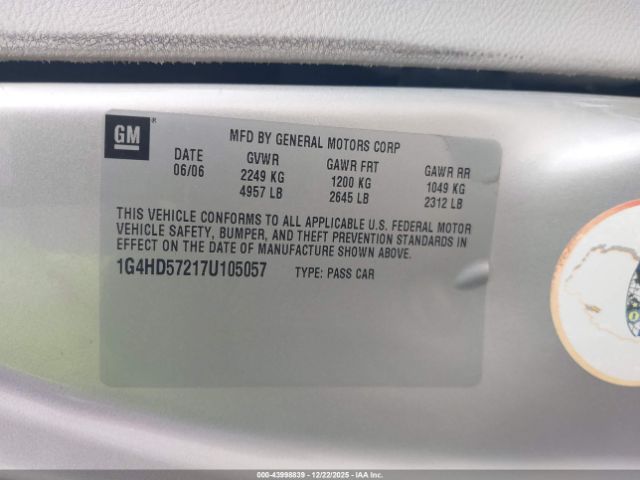 GM
MFD BY GENERAL MOTORS CORP
DATE GVWR GAWR FRT GAWR RR
06/06 2249 KG 1200 KG 1049 KG
4957 LB 2645 LB 2312 LB
THIS VEHICLE CONFORMS TO ALL APPLICABLE U.S. FEDERAL MOTOR
VEHICLE SAFETY, BUMPER, AND THEFT PREVENTION STANDARDS IN
EFFECT ON THE DATE OF MANUFACTURE SHOWN ABOVE.
1G4HD57217U105057 TYPE: PASS CAR
000-43998839 - 12/22/2025 - IAAI.com